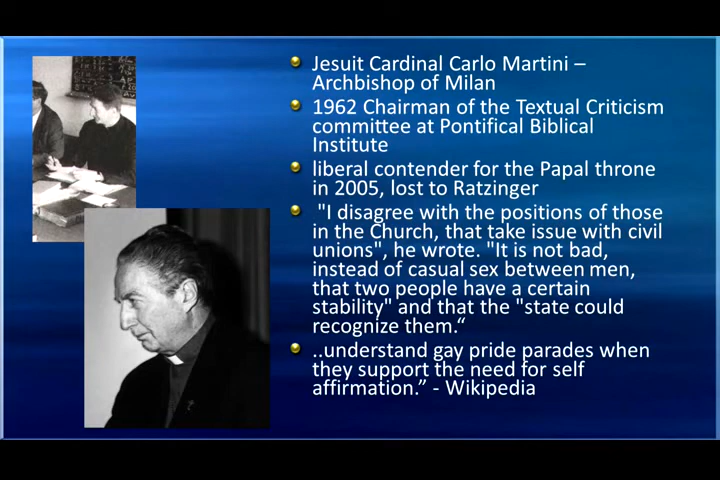 Jesuit Cardinal Carlo Martini –
Archbishop of Milan
1962 Chairman of the Textual Criticism
committee at Pontifical Biblical
Institute
liberal contender for the Papal throne
in 2005, lost to Ratzinger
"I disagree with the positions of those
in the Church, that take issue with civil
unions", he wrote. "It is not bad,
instead of casual sex between men,
that two people have a certain
stability" and that the "state could
recognize them.“
..understand gay pride parades when
they support the need for self
affirmation.” - Wikipedia